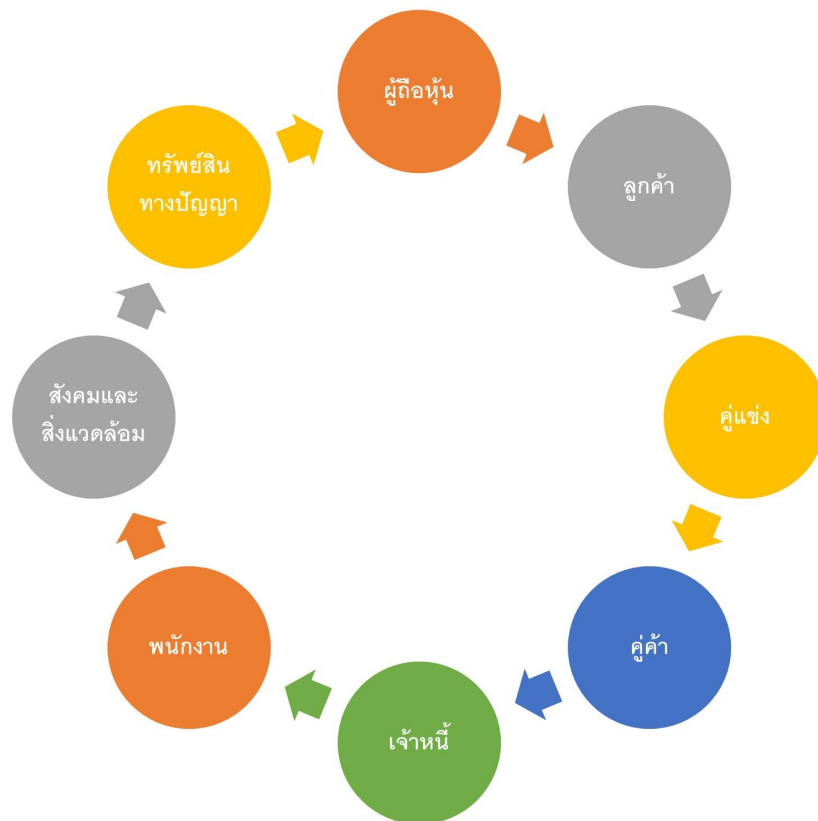 ผู้ถือหุ้น
ลูกค้า
คู่แข่ง
คู่ค้า
เจ้าหนี้
พนักงาน
สังคมและ
สิ่งแวดล้อม
ทรัพย์สิน
ทางปัญญา